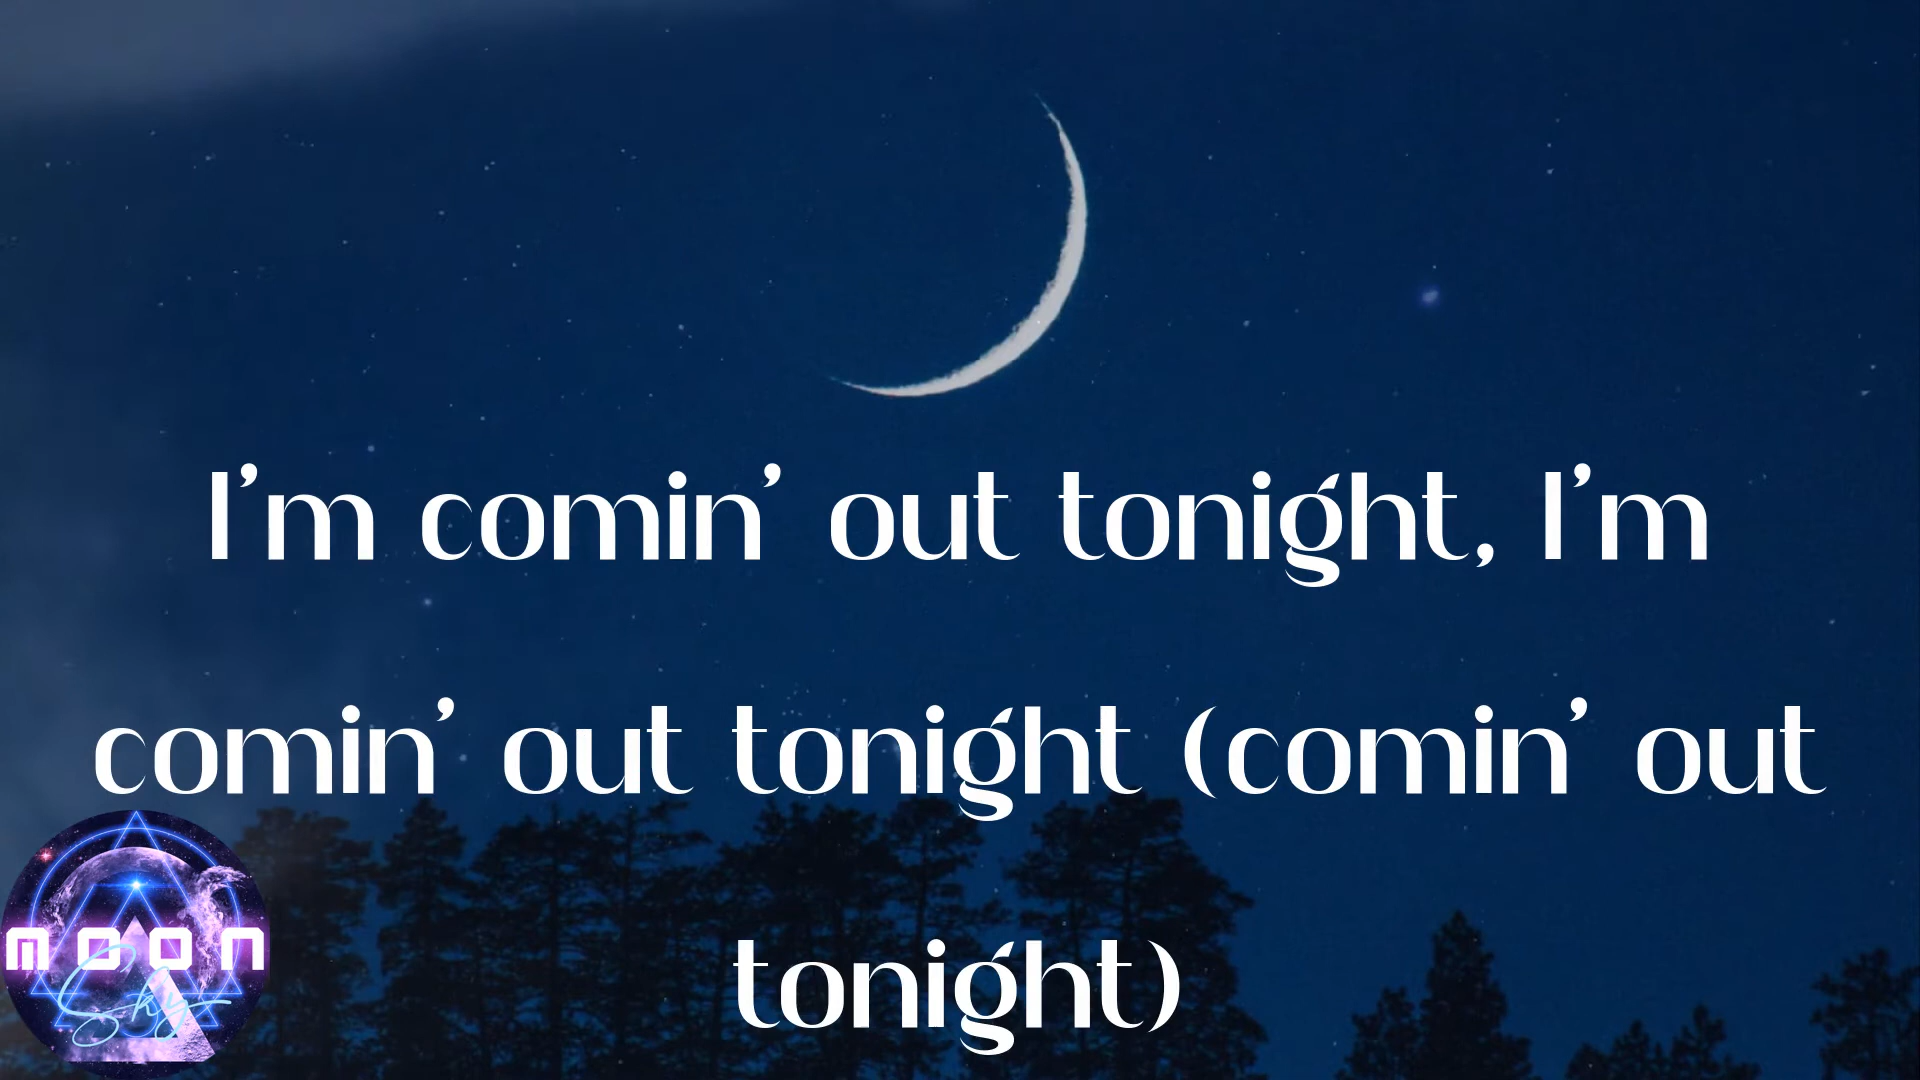 I’m comin’ out tonight, I’m
comin’ out tonight (comin’ out
tonight)
MOON
Sky